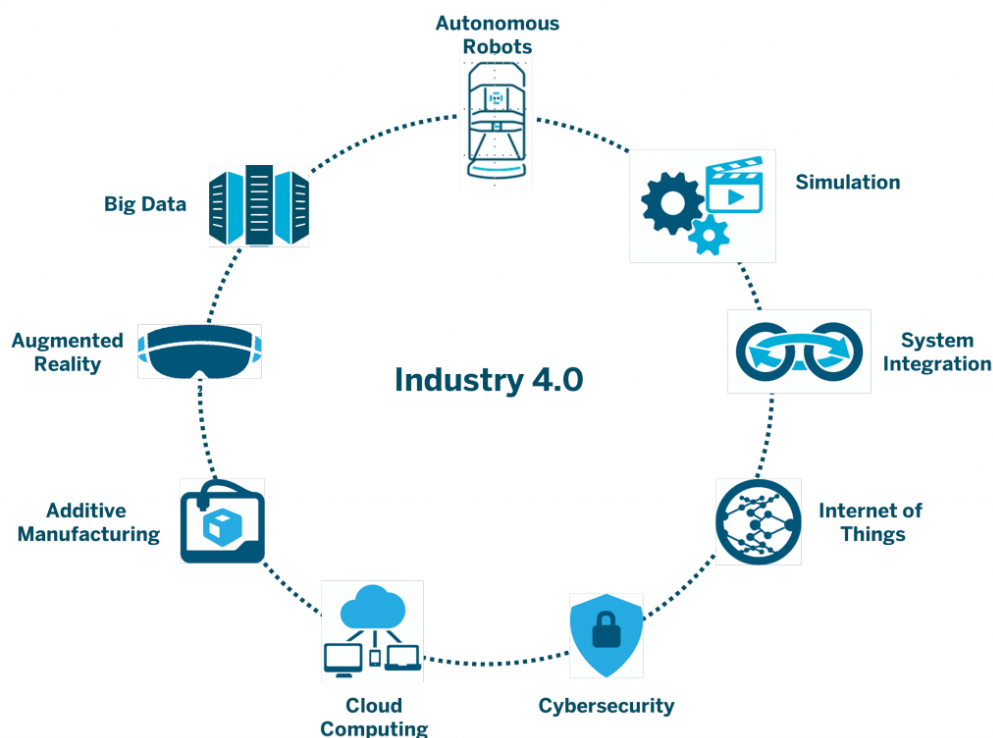 Autonomous
Robots
Simulation
Big Data
System
Integration
Augmented
Reality
Industry 4.0
Additive
Manufacturing
Internet of
Things
Cloud
Computing
Cybersecurity